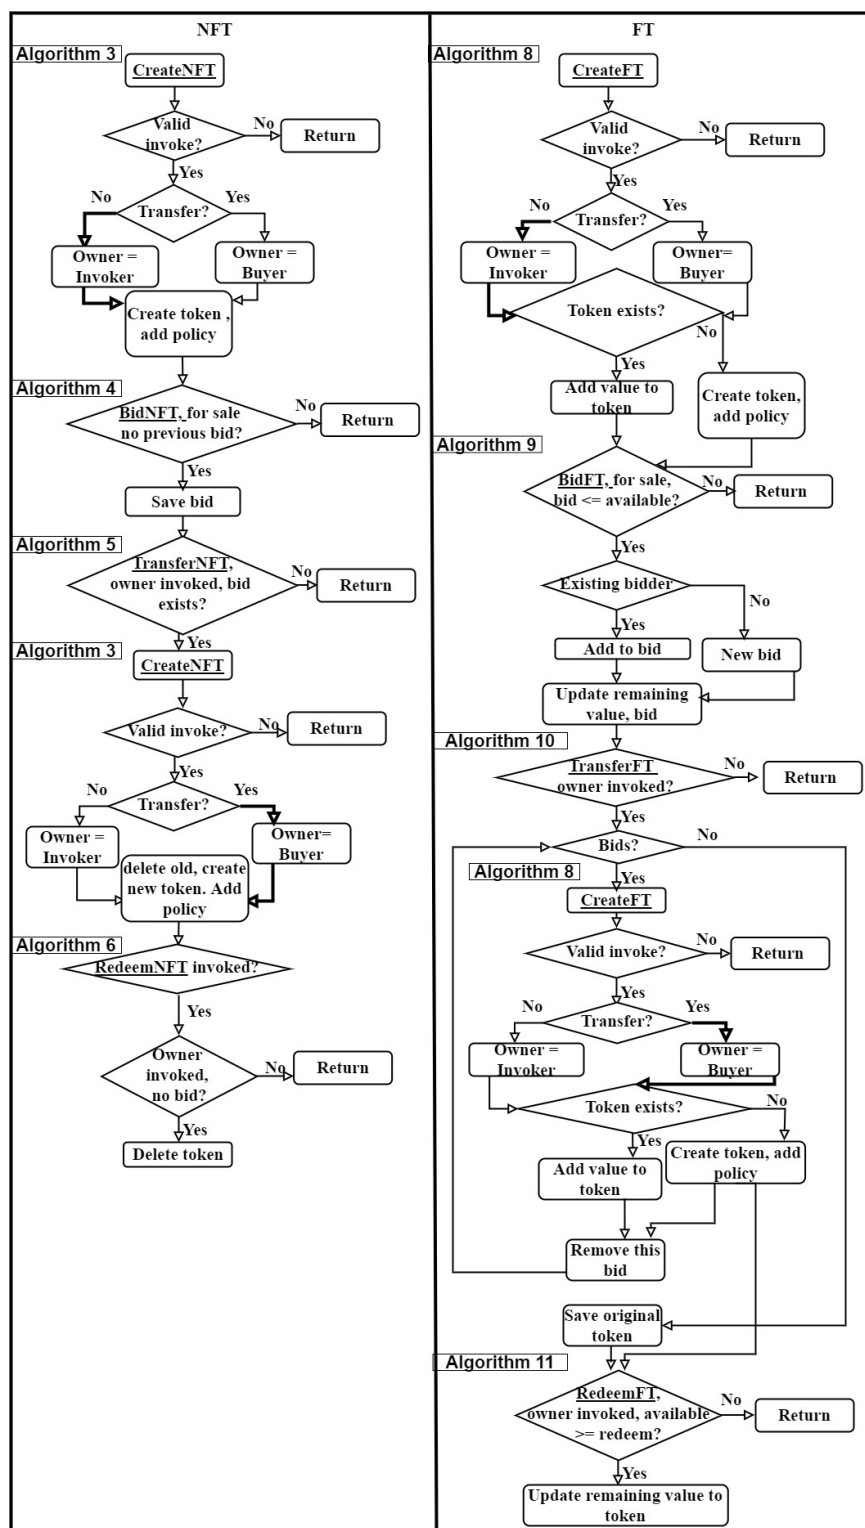 NFT
Algorithm 3
CreateNFT
Valid
invoke?
No
Return
Yes
Transfer?
No
Yes
Owner =
Invoker
Owner =
Buyer
Create token ,
add policy
Algorithm 4
BidNFT, for sale
no previous bid?
No
Return
Yes
Save bid
Algorithm 5
TransferNFT,
owner invoked, bid
exists?
No
Return
Yes
Algorithm 3
CreateNFT
Valid invoke?
No
Return
Yes
Transfer?
No
Yes
Owner =
Invoker
Owner=
Buyer
delete old, create
new token. Add
policy
Algorithm 6
RedeemNFT invoked?
Yes
Owner
invoked,
no bid?
No
Return
Yes
Delete token
FT
Algorithm 8
CreateFT
Valid
invoke?
No
Return
Yes
Transfer?
No
Yes
Owner =
Invoker
Owner=
Buyer
Token exists?
No
Yes
Add value to
token
Create token,
add policy
Algorithm 9
BidFT, for sale,
bid <= available?
No
Return
Yes
Existing bidder
No
Yes
Add to bid
New bid
Update remaining
value, bid
Algorithm 10
TransferFT
owner invoked?
No
Return
Yes
Bids?
No
Algorithm 8
Yes
CreateFT
Valid invoke?
No
Return
Yes
Transfer?
No
Yes
Owner =
Invoker
Owner =
Buyer
Token exists?
No
Yes
Add value to
token
Create token, add
policy
Remove this
bid
Save original
token
Algorithm 11
RedeemFT,
owner invoked, available
>= redeem?
No
Return
Yes
Update remaining value to
token